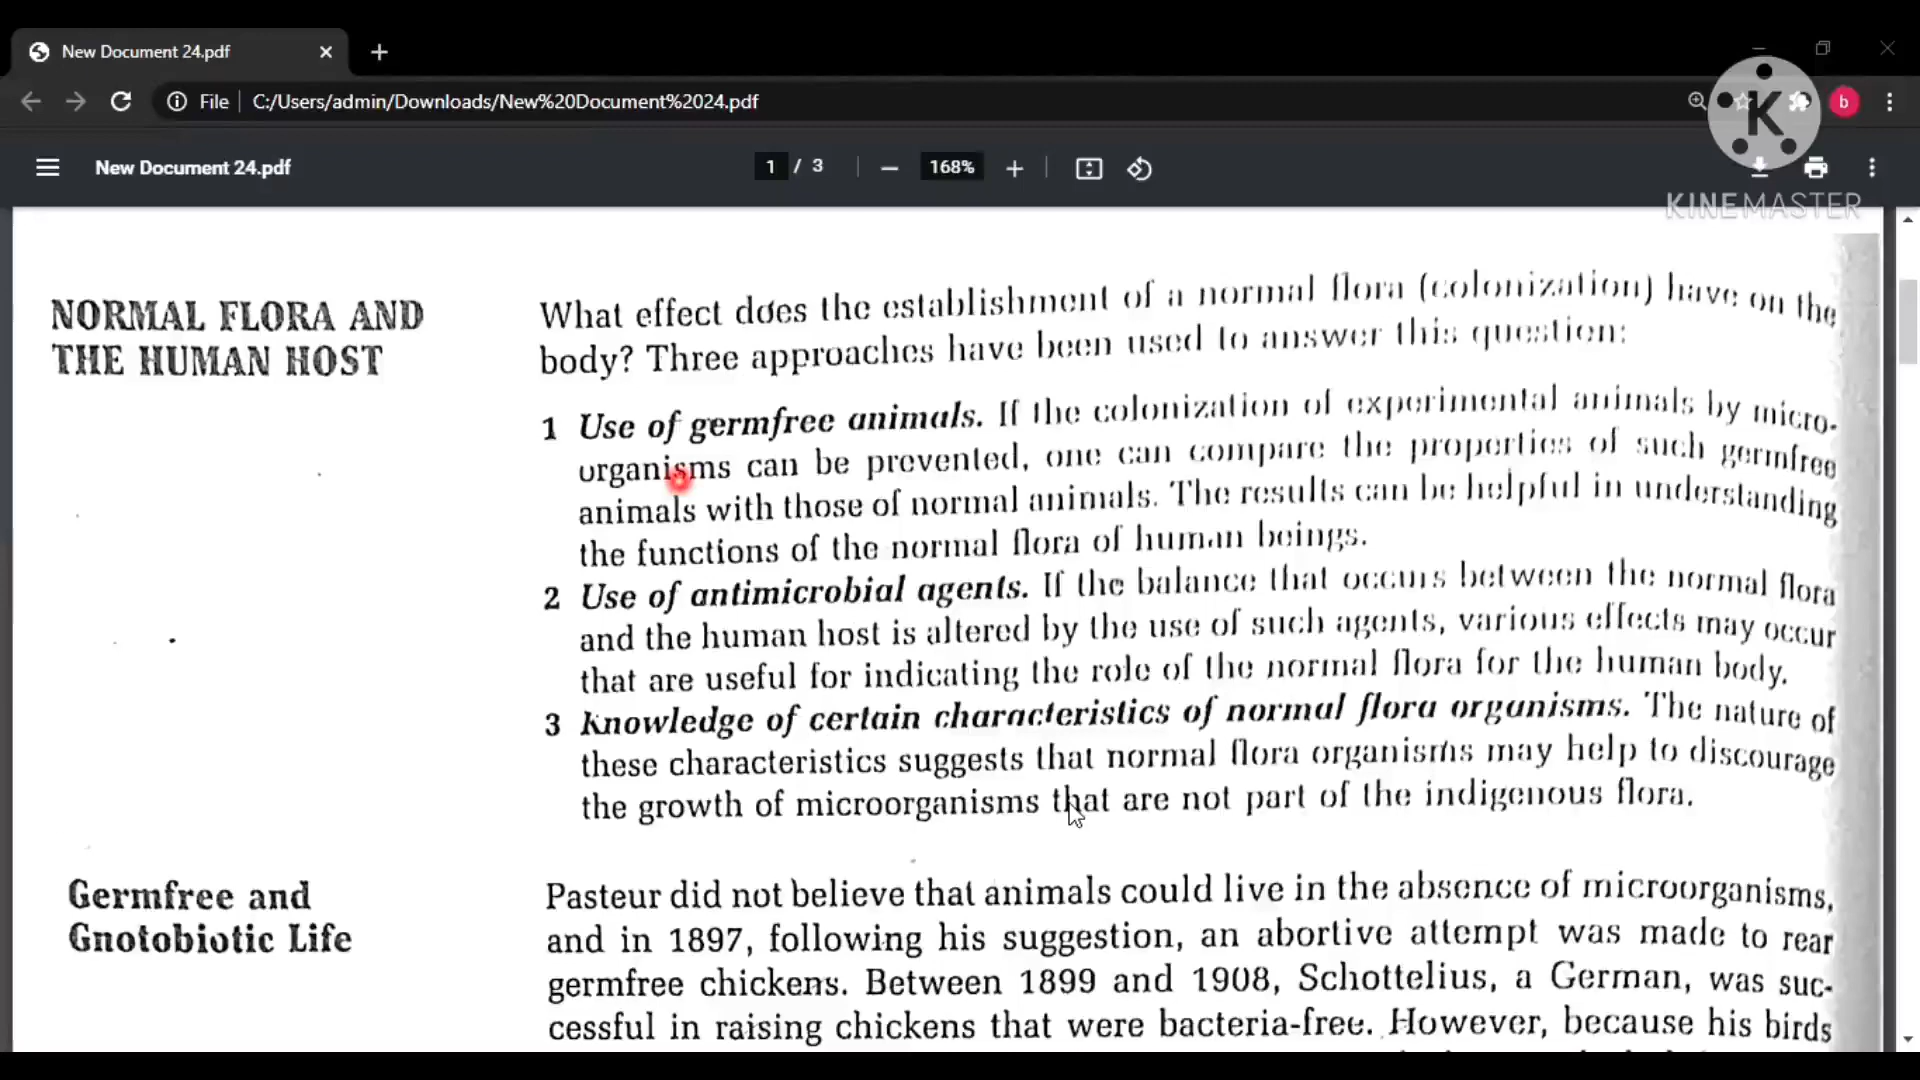 New Document 24.pdf
File C:/Users/admin/Downloads/New%20Document%2024.pdf
b
K
New Document 24.pdf 1 / 3 168%
KINEMASTER
NORMAL FLORA AND
THE HUMAN HOST
What effect does the establishment of a normal flora (colonization) have on the
body? Three approaches have been used to answer this question:
1 Use of germfree animals. If the colonization of experimental animals by micro-
organisms can be prevented, one can compare the properties of such germfree
animals with those of normal animals. The results can be helpful in understanding
the functions of the normal flora of human beings.
2 Use of antimicrobial agents. If the balance that occurs between the normal flora
and the human host is altered by the use of such agents, various effects may occur
that are useful for indicating the role of the normal flora for the human body.
3 Knowledge of certain characteristics of normal flora organisms. The nature of
these characteristics suggests that normal flora organisms may help to discourage
the growth of microorganisms that are not part of the indigenous flora.
Germfree and
Gnotobiotic Life
Pasteur did not believe that animals could live in the absence of microorganisms,
and in 1897, following his suggestion, an abortive attempt was made to rear
germfree chickens. Between 1899 and 1908, Schottelius, a German, was suc-
cessful in raising chickens that were bacteria-free. However, because his birds